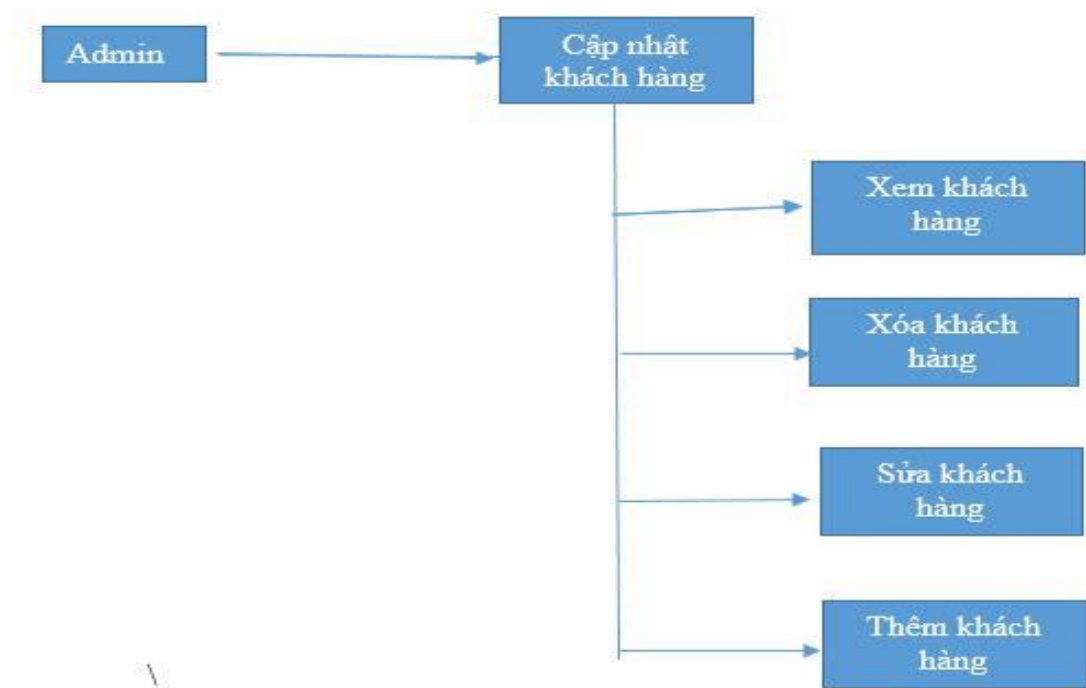 Admin
Cập nhật
khách hàng
Xem khách
hàng
Xóa khách
hàng
Sửa khách
hàng
Thêm khách
hàng
\